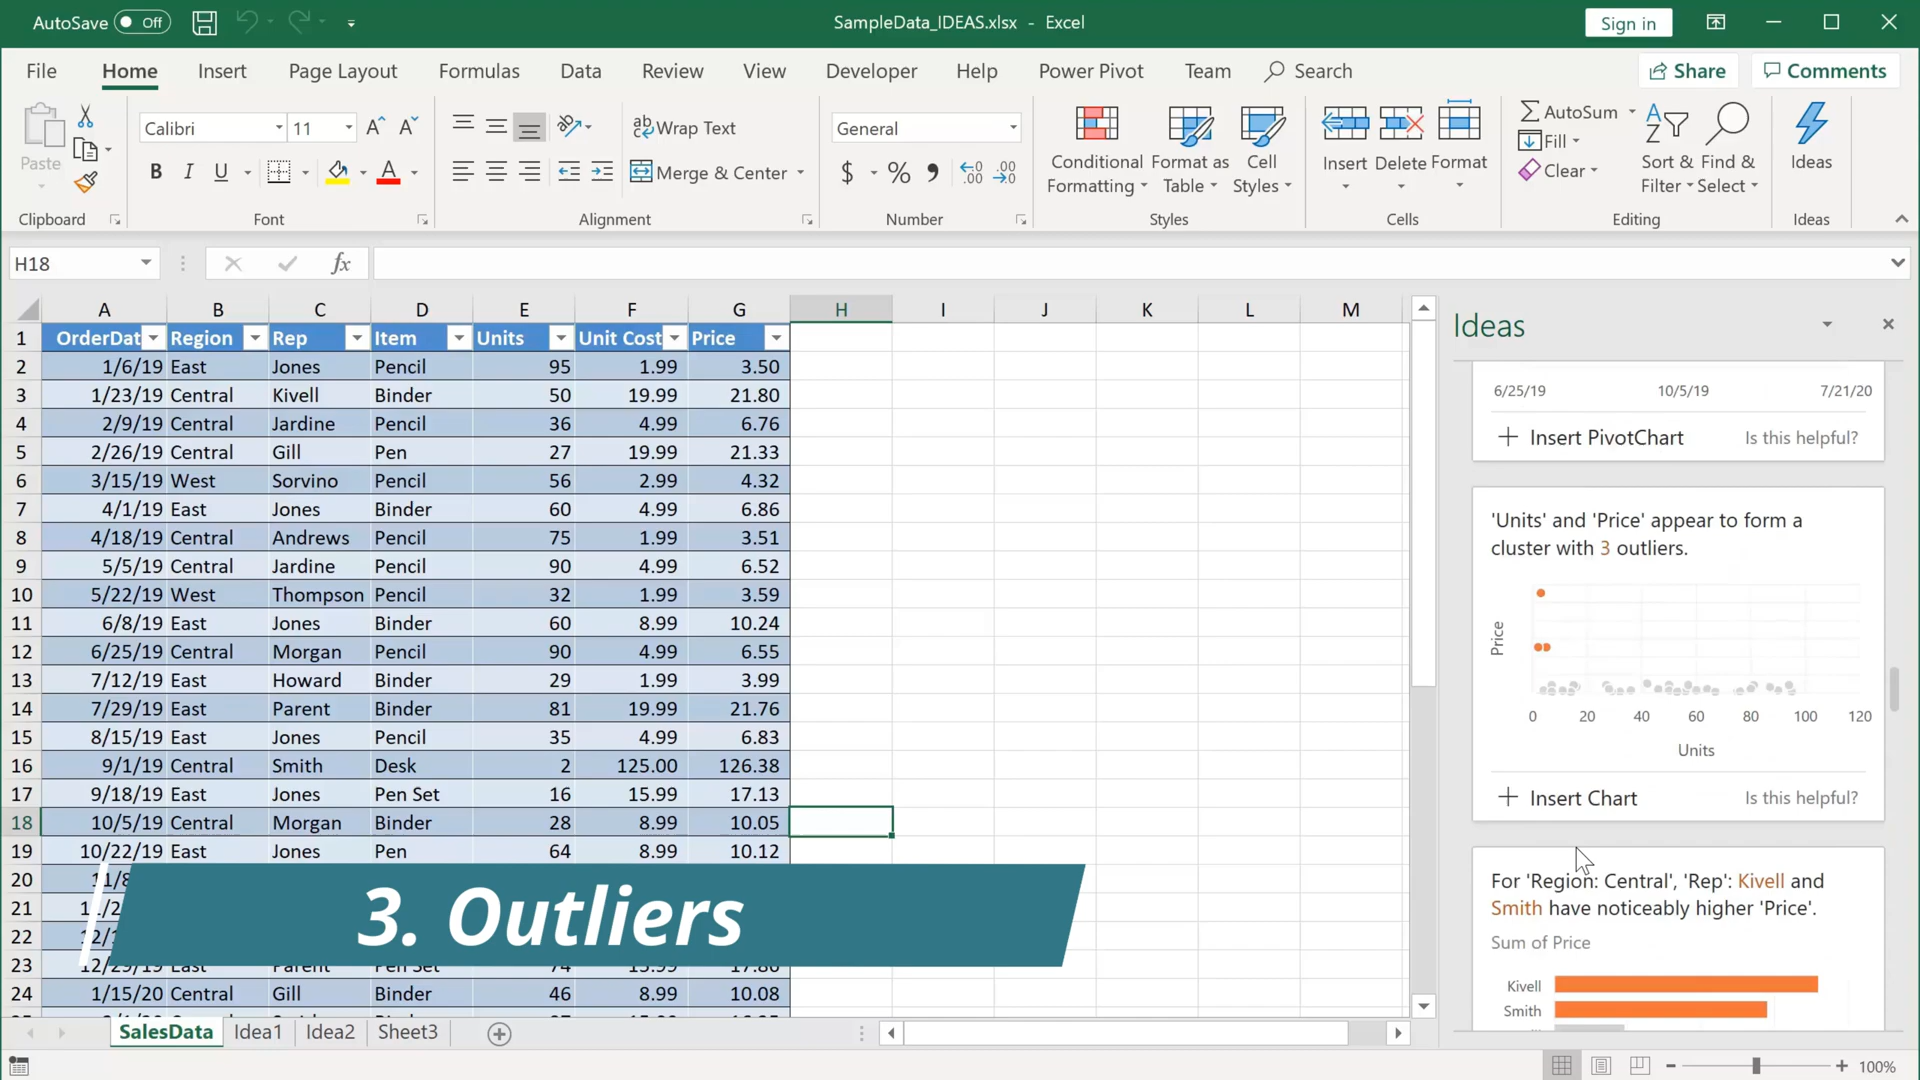 AutoSave Off
SampleData_IDEAS.xlsx - Excel
Sign in
File Home Insert Page Layout Formulas Data Review View Developer Help Power Pivot Team Search
Share Comments
Paste
Clipboard
Calibri 11
B I U
Font
Wrap Text
Merge & Center
Alignment
General
$ % ,
Number
Conditional Formatting
Format as Table
Cell Styles
Styles
Insert Delete Format
Cells
AutoSum
Fill
Clear
Sort & Filter
Find & Select
Editing
Ideas
Ideas
H18 fx
A B C D E F G H I J K L M
1 OrderDat Region Rep Item Units Unit Cost Price
2 1/6/19 East Jones Pencil 95 1.99 3.50
3 1/23/19 Central Kivell Binder 50 19.99 21.80
4 2/9/19 Central Jardine Pencil 36 4.99 6.76
5 2/26/19 Central Gill Pen 27 19.99 21.33
6 3/15/19 West Sorvino Pencil 56 2.99 4.32
7 4/1/19 East Jones Binder 60 4.99 6.86
8 4/18/19 Central Andrews Pencil 75 1.99 3.51
9 5/5/19 Central Jardine Pencil 90 4.99 6.52
10 5/22/19 West Thompson Pencil 32 1.99 3.59
11 6/8/19 East Jones Binder 60 8.99 10.24
12 6/25/19 Central Morgan Pencil 90 4.99 6.55
13 7/12/19 East Howard Binder 29 1.99 3.99
14 7/29/19 East Parent Binder 81 19.99 21.76
15 8/15/19 East Jones Pencil 35 4.99 6.83
16 9/1/19 Central Smith Desk 2 125.00 126.38
17 9/18/19 East Jones Pen Set 16 15.99 17.13
18 10/5/19 Central Morgan Binder 28 8.99 10.05
19 10/22/19 East Jones Pen 64 8.99 10.12
20
21
22
23
24 1/15/20 Central Gill Binder 46 8.99 10.08
3. Outliers
Ideas
6/25/19 10/5/19 7/21/20
Insert PivotChart Is this helpful?
'Units' and 'Price' appear to form a
cluster with 3 outliers.
Price
0 20 40 60 80 100 120
Units
Insert Chart Is this helpful?
For 'Region: Central', 'Rep': Kivell and
Smith have noticeably higher 'Price'.
Sum of Price
Kivell
Smith
SalesData Idea1 Idea2 Sheet3
100%